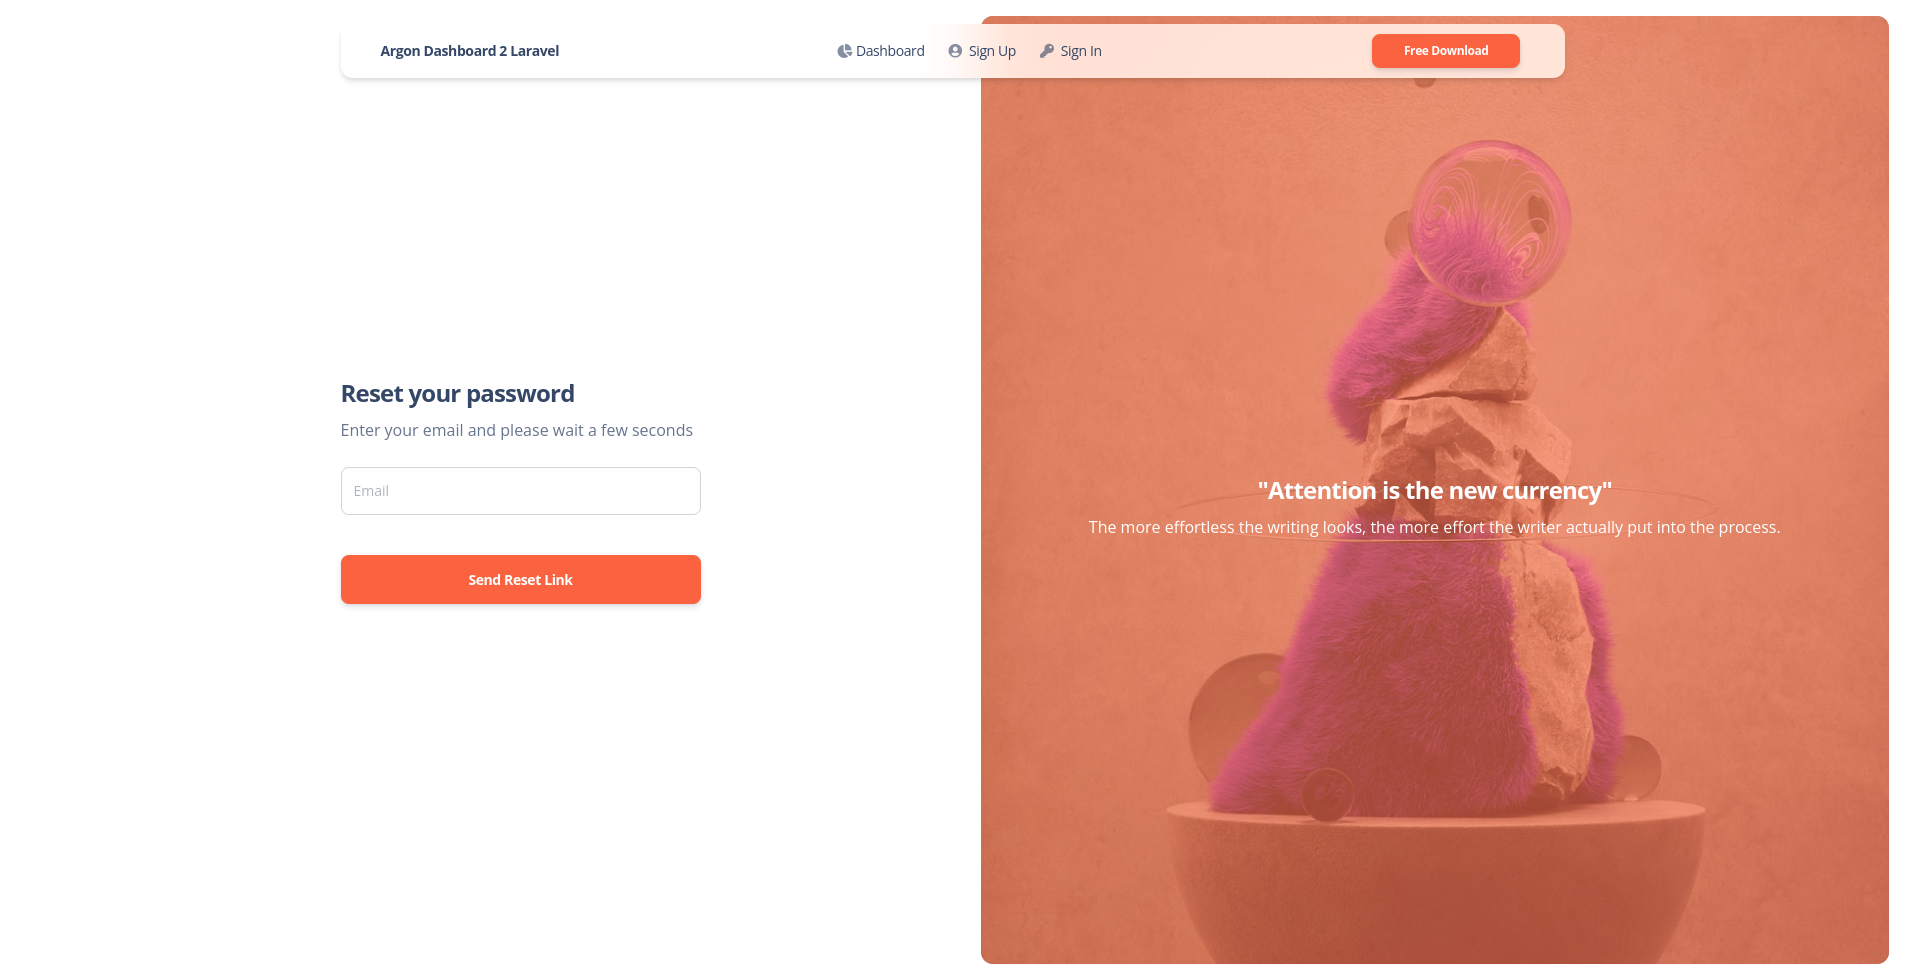 Argon Dashboard 2 Laravel
Dashboard
Sign Up
Sign In
Free Download
Reset your password
Enter your email and please wait a few seconds
Email
Send Reset Link
"Attention is the new currency"
The more effortless the writing looks, the more effort the writer actually put into the process.